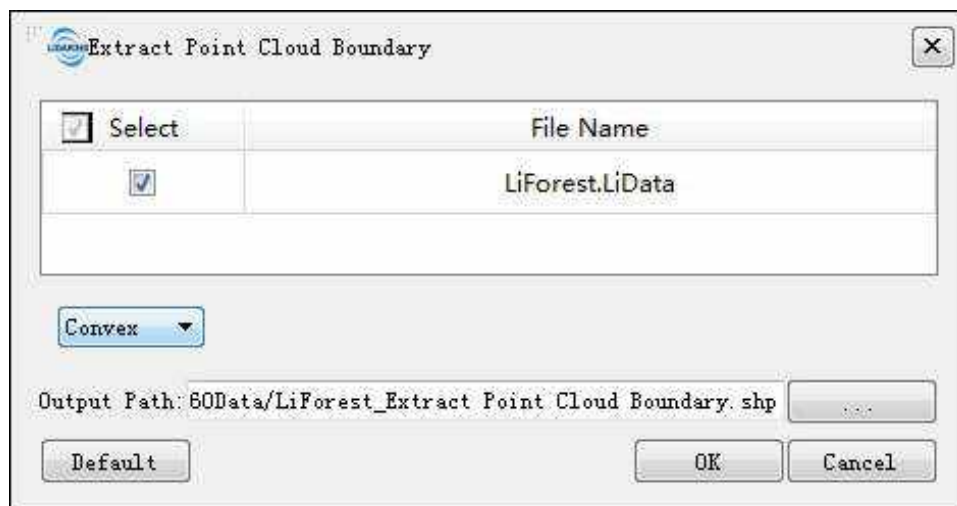 Extract Point Cloud Boundary
Select
File Name
LiForest.LiData
Convex
Output Path: 60Data/LiForest_Extract Point Cloud Boundary.shp
...
Default
OK
Cancel